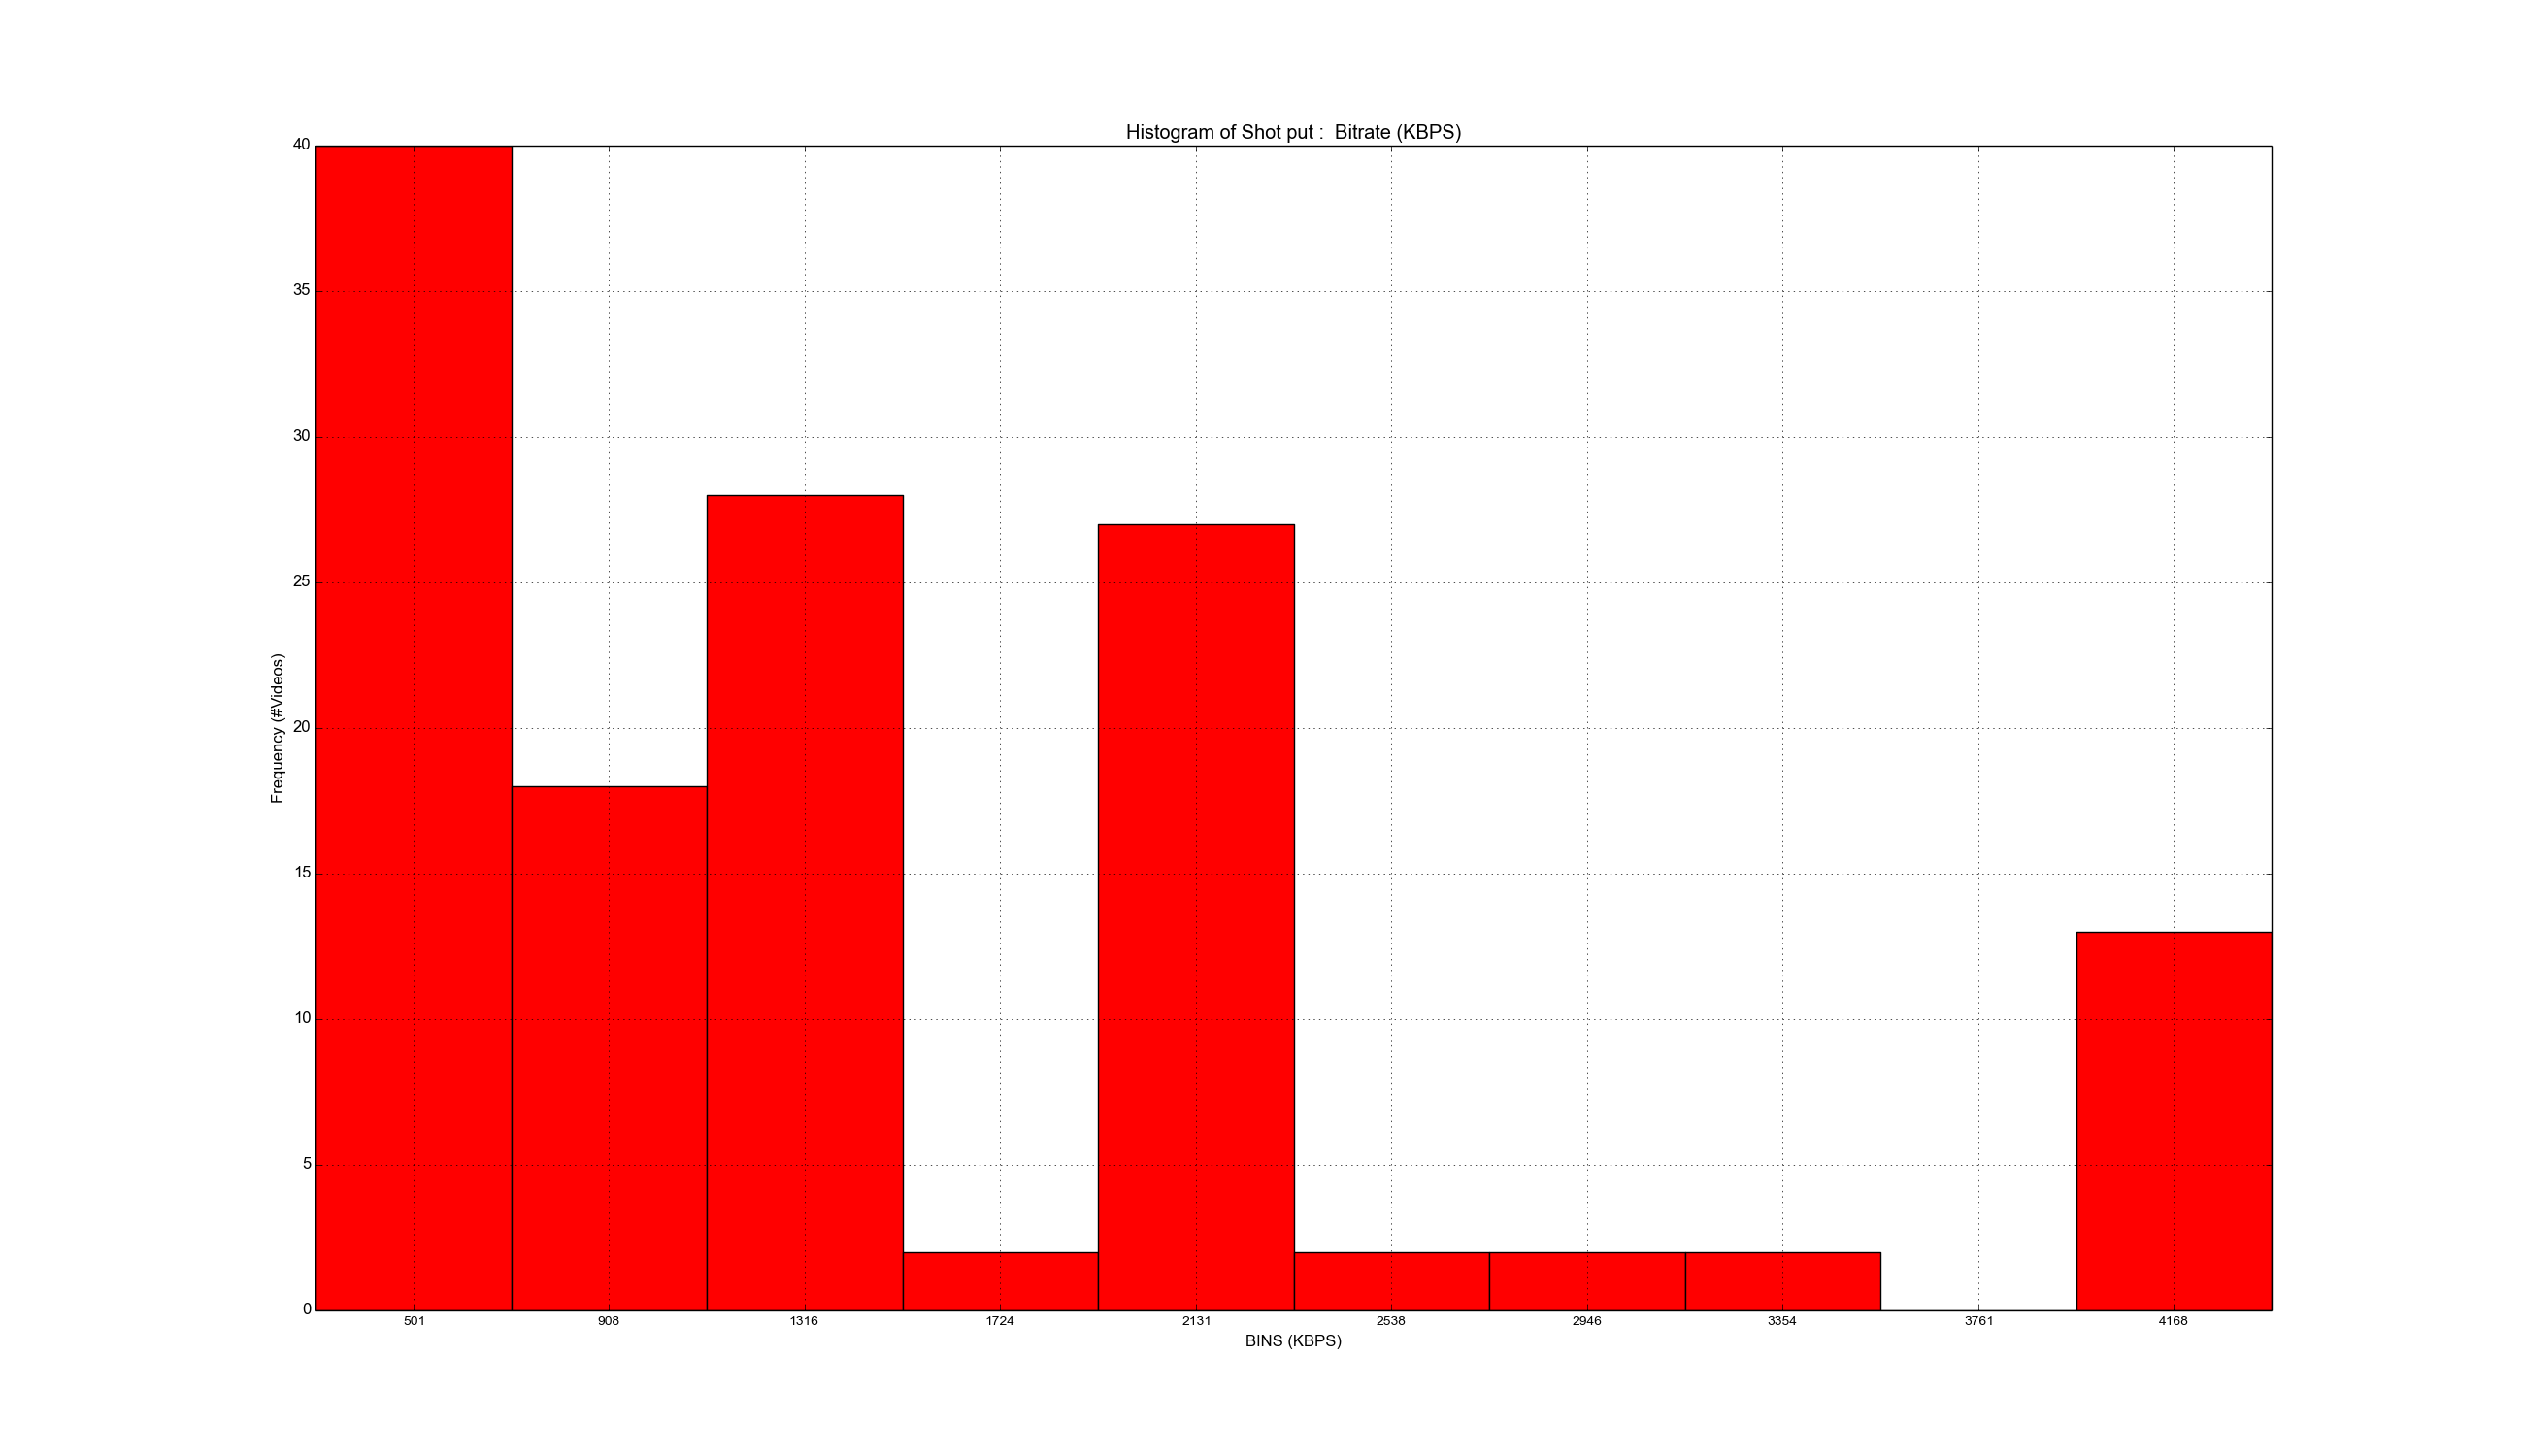 Histogram of Shot put :  Bitrate (KBPS)
40
35
30
25
20
15
10
5
0
Frequency (#Videos)
501 908 1316 1724 2131 2538 2946 3354 3761 4168
BINS (KBPS)